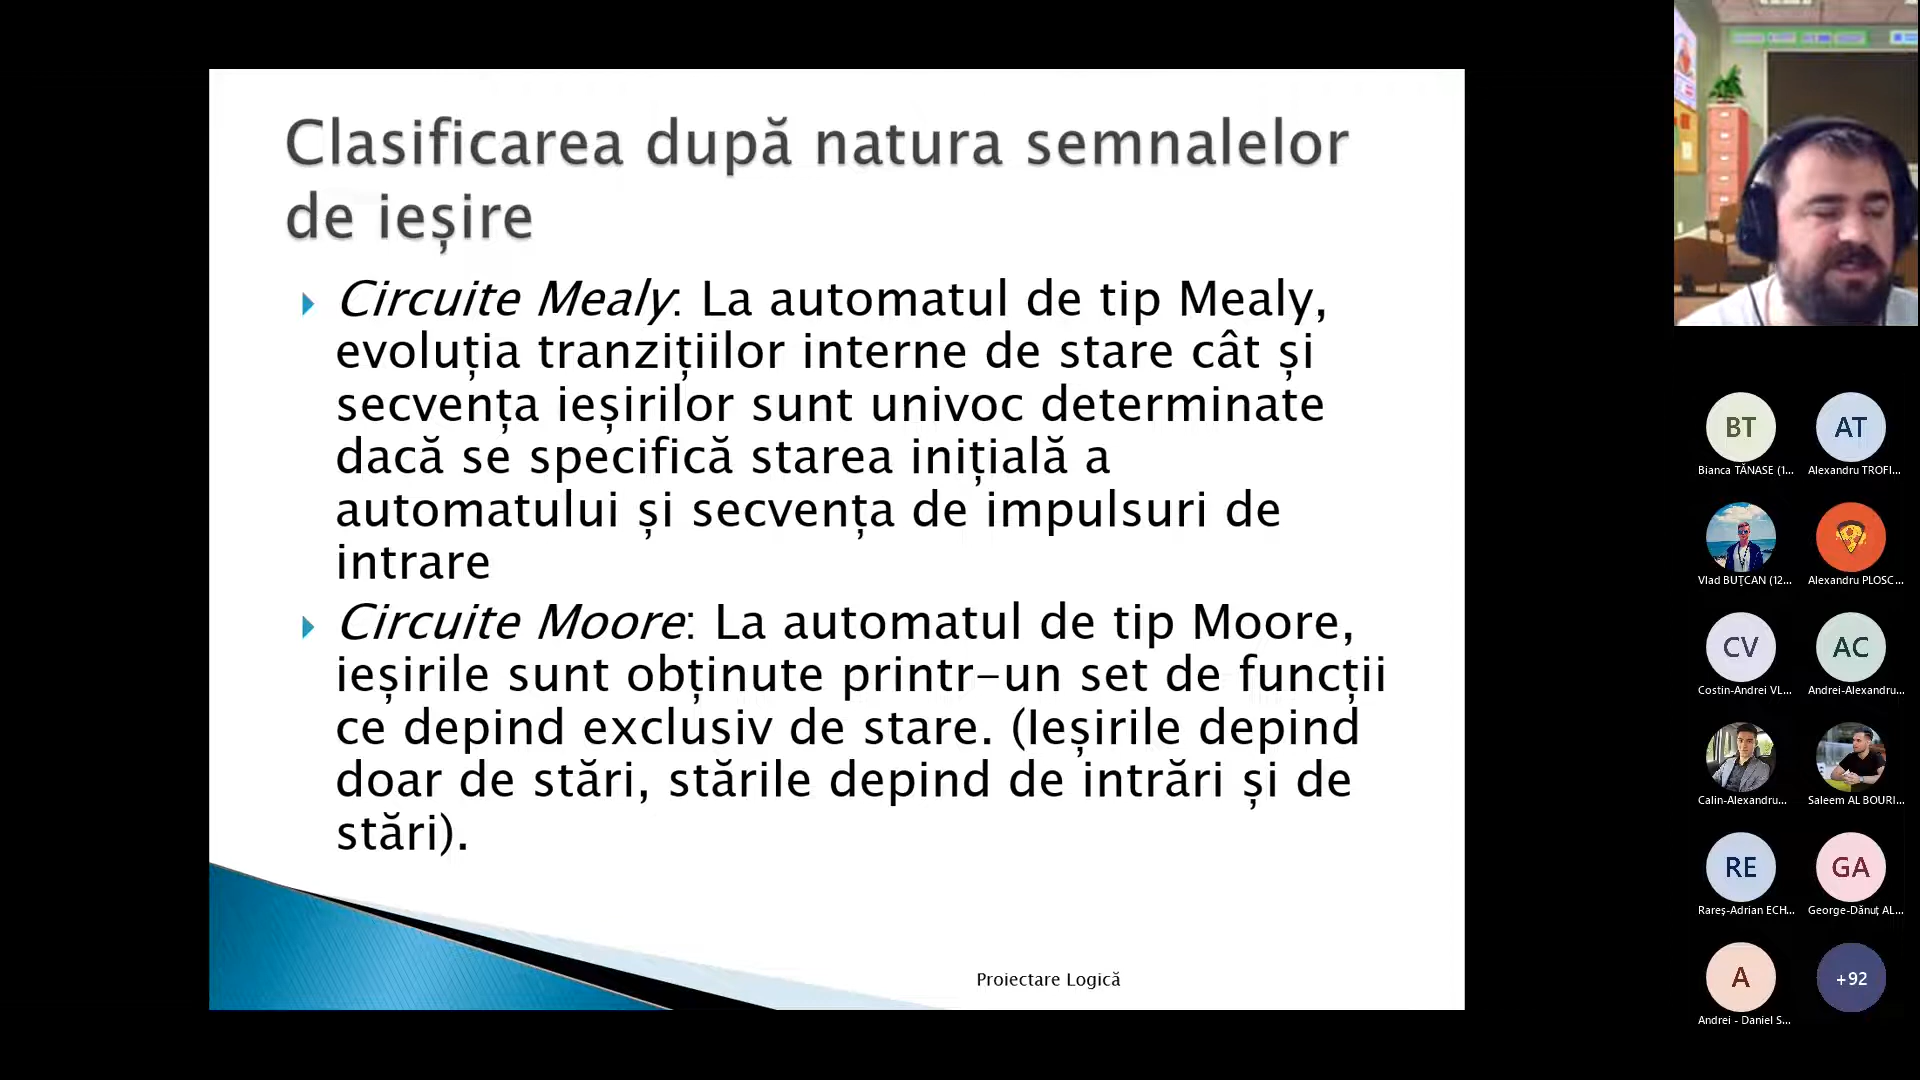 Clasificarea după natura semnalelor
de ieșire
Circuite Mealy: La automatul de tip Mealy,
evoluția tranzițiilor interne de stare cât și
secvența ieșirilor sunt univoc determinate
dacă se specifică starea inițială a
automatului și secvența de impulsuri de
intrare
Circuite Moore: La automatul de tip Moore,
ieșirile sunt obținute printr-un set de funcții
ce depind exclusiv de stare. (Ieșirile depind
doar de stări, stările depind de intrări și de
stări).
Proiectare Logică
BT
AT
Bianca TĂNASE (1...
Alexandru TROFI...
Vlad BUȚCAN (12...
Alexandru PLOSC...
CV
AC
Costin-Andrei VL...
Andrei-Alexandru...
Calin-Alexandru...
Saleem AL BOURI...
RE
GA
Rareș-Adrian ECH...
George-Dănuț AL...
A
+92
Andrei - Daniel S...